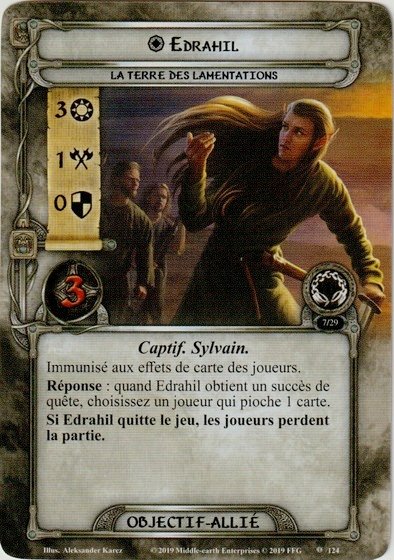 Edrahil
La Terre des Lamentations
3
1
0
3
7/29
Captif. Sylvain.
Immunisé aux effets de carte des joueurs.
Réponse : quand Edrahil obtient un succès de
quête, choisissez un joueur qui pioche 1 carte.
Si Edrahil quitte le jeu, les joueurs perdent
la partie.
Objectif-Allié
Illus. Aleksander Karcz © 2019 Middle-earth Enterprises © 2019 FFG 124